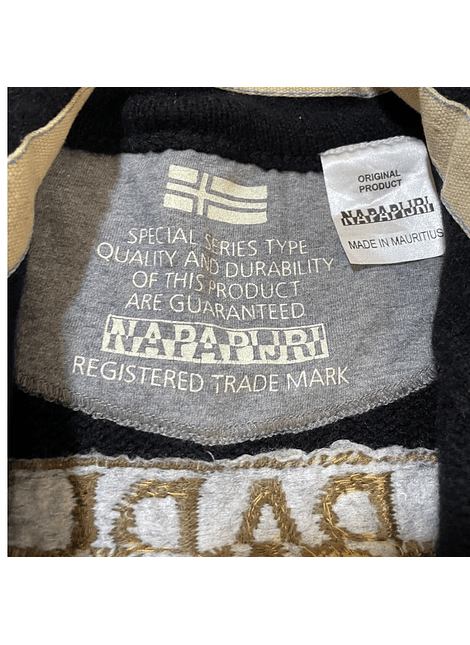 SPECIAL SERIES TYPE
QUALITY AND DURABILITY
OF THIS PRODUCT
ARE GUARANTEED
NAPAPIJRI
REGISTERED TRADE MARK
ORIGINAL
PRODUCT
NAPAPIJRI
MADE IN MAURITIUS